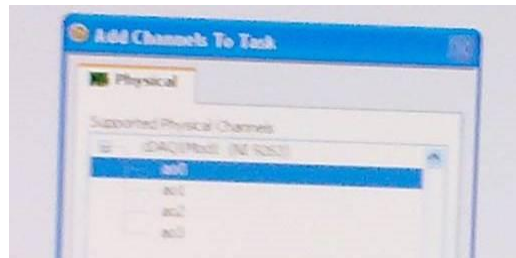 Add Channels To Task
Physical
Supported Physical Channels
ao0
ao1
ao2
ao3